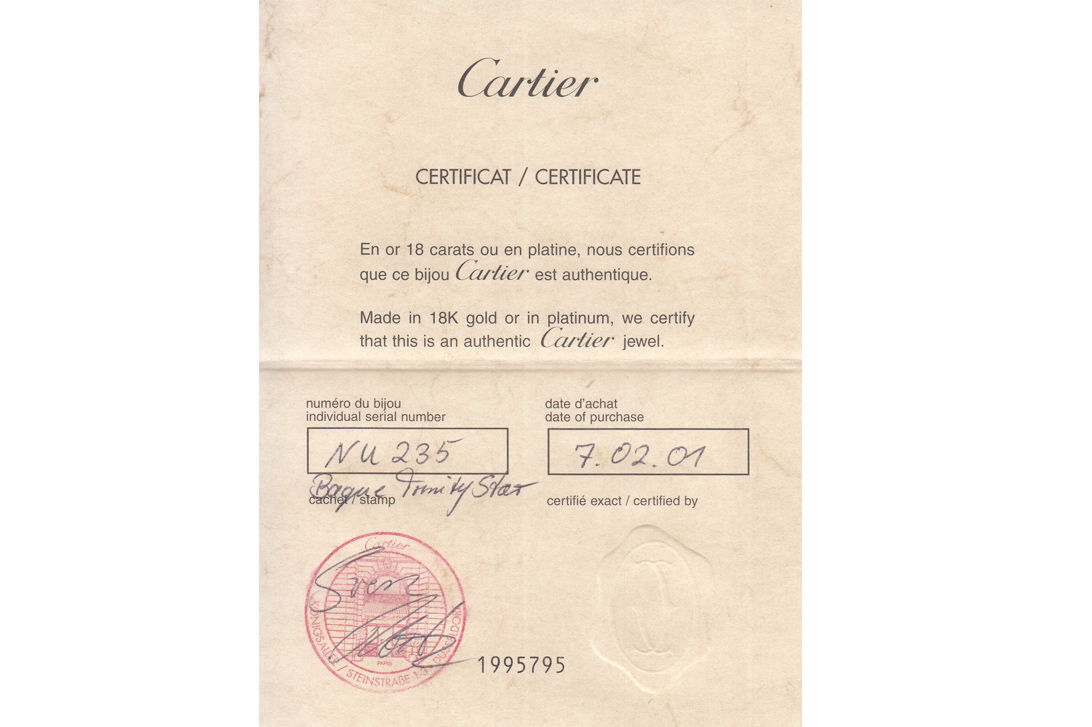 Cartier
CERTIFICAT / CERTIFICATE
En or 18 carats ou en platine, nous certifions
que ce bijou Cartier est authentique.
Made in 18K gold or in platinum, we certify
that this is an authentic Cartier jewel.
numéro du bijou
individual serial number
NU 235
date d'achat
date of purchase
7.02.01
Bague Trinity Star
cachet / stamp
certifié exact / certified by
Cartier
Sven
PARIS
KÖNIGSALLEE / STEINSTRASSE DÜSSELDORF
1995795